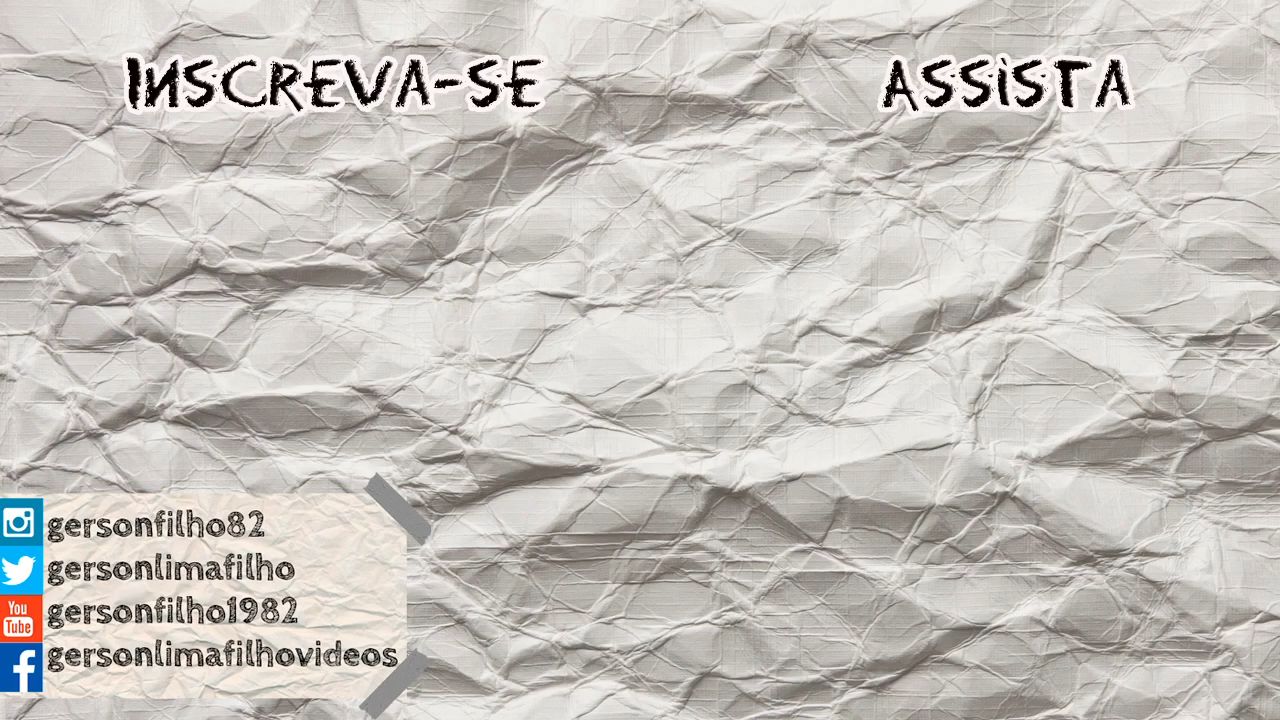 INSCREVA-SE
ASSiSTA
gersonfilho82
gersonlimafilho
You
Tube
gersonfilho1982
gersonlimafilhovideos